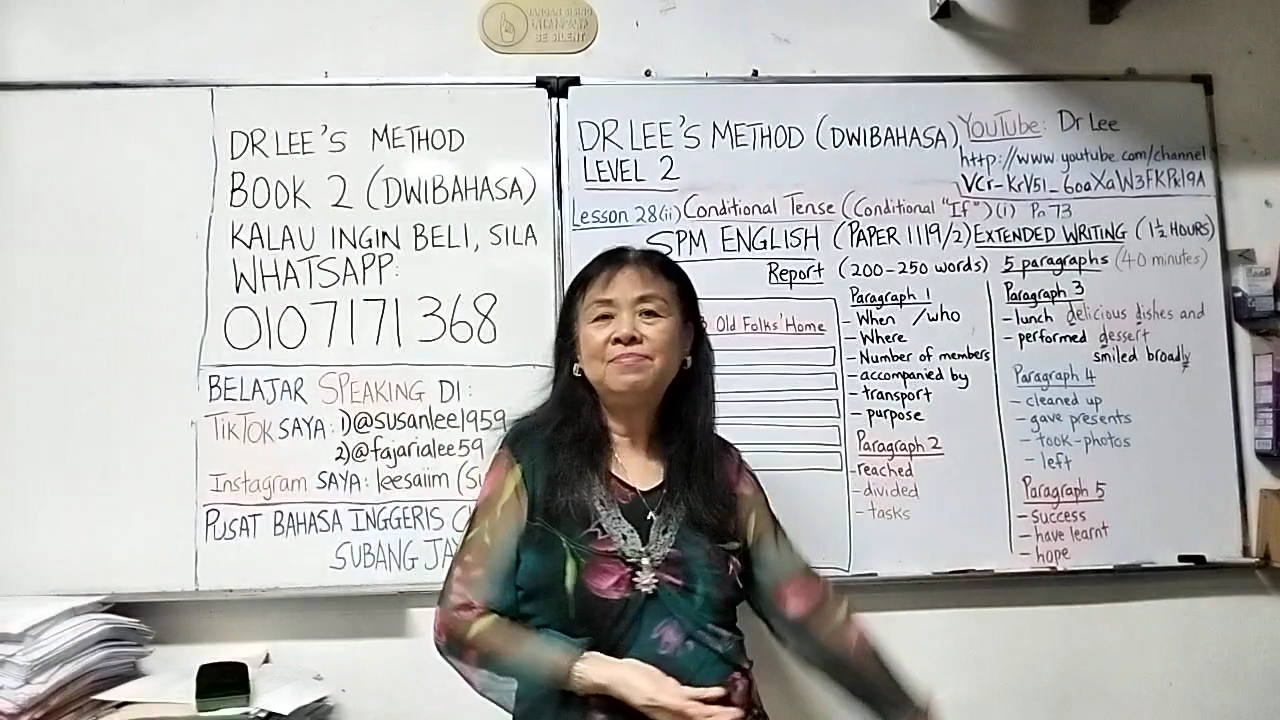 BE SILENT
DR LEE'S METHOD
BOOK 2 (DWIBAHASA)
KALAU INGIN BELI, SILA
WHATSAPP:
0107171368
BELAJAR SPEAKING DI:
TIKTOK SAYA: 1)@susanlee1959
2)@fajarialee59
Instagram SAYA: leesaiim (Su
PUSAT BAHASA INGGERIS
SUBANG JAY
DR LEE'S METHOD (DWIBAHASA)
LEVEL 2
YouTube: Dr Lee
http://www.youtube.com/channel
Lesson 28(ii) Conditional Tense (Conditional "If")(i) Pg 73
SPM ENGLISH (PAPER 1119/2) EXTENDED WRITING (1½ HOURS)
Report (200-250 words) 5 paragraphs (40 minutes)
Old Folks' Home
Paragraph 1
- When /who
- Where
- Number of members
- accompanied by
- transport
- purpose
Paragraph 2
- reached
- divided
- tasks
Paragraph 3
- lunch delicious dishes and
- performed dessert
smiled broadly
Paragraph 4
- cleaned up
- gave presents
- took-photos
- left
Paragraph 5
- success
- have learnt
- hope